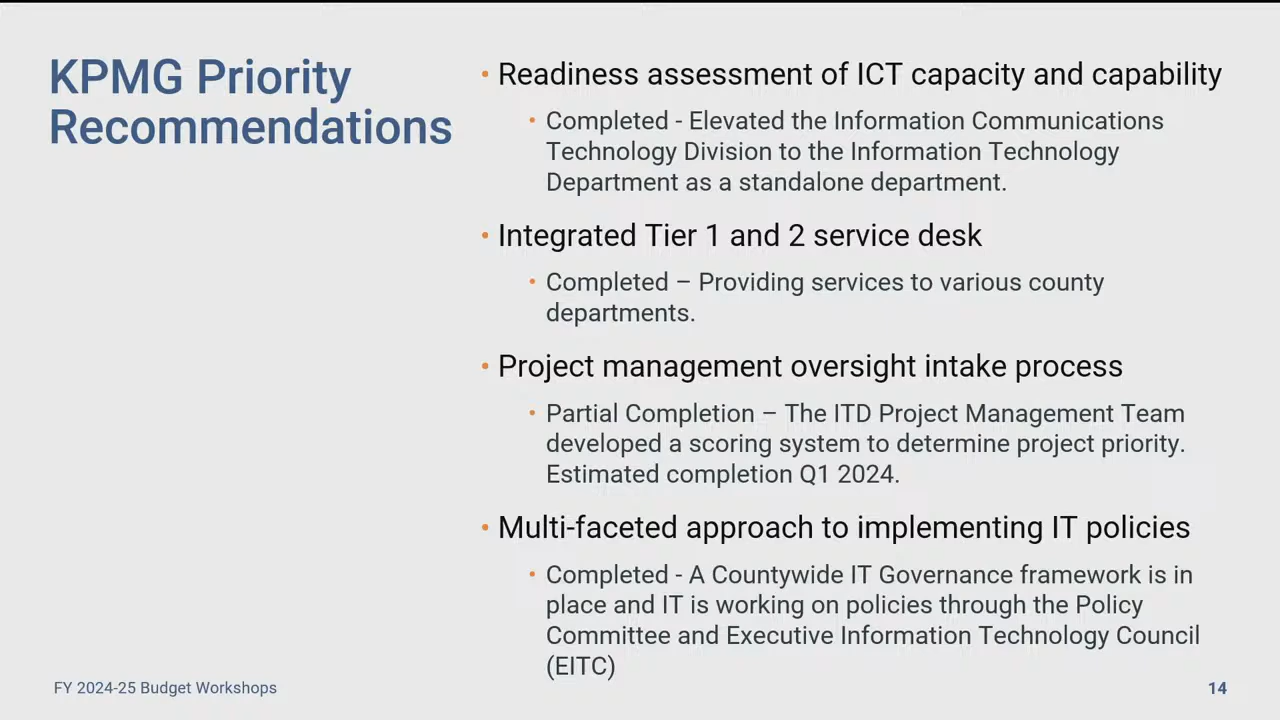 KPMG Priority
Recommendations
• Readiness assessment of ICT capacity and capability
• Completed - Elevated the Information Communications
Technology Division to the Information Technology
Department as a standalone department.
• Integrated Tier 1 and 2 service desk
• Completed – Providing services to various county
departments.
• Project management oversight intake process
• Partial Completion – The ITD Project Management Team
developed a scoring system to determine project priority.
Estimated completion Q1 2024.
• Multi-faceted approach to implementing IT policies
• Completed - A Countywide IT Governance framework is in
place and IT is working on policies through the Policy
Committee and Executive Information Technology Council
(EITC)
FY 2024-25 Budget Workshops
14